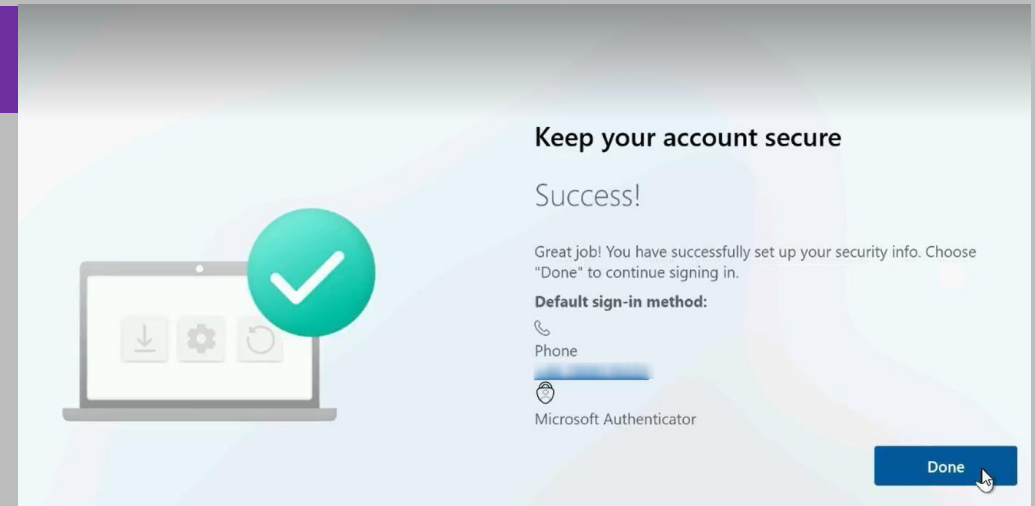 Keep your account secure
Success!
Great job! You have successfully set up your security info. Choose
"Done" to continue signing in.
Default sign-in method:
Phone
Microsoft Authenticator
Done